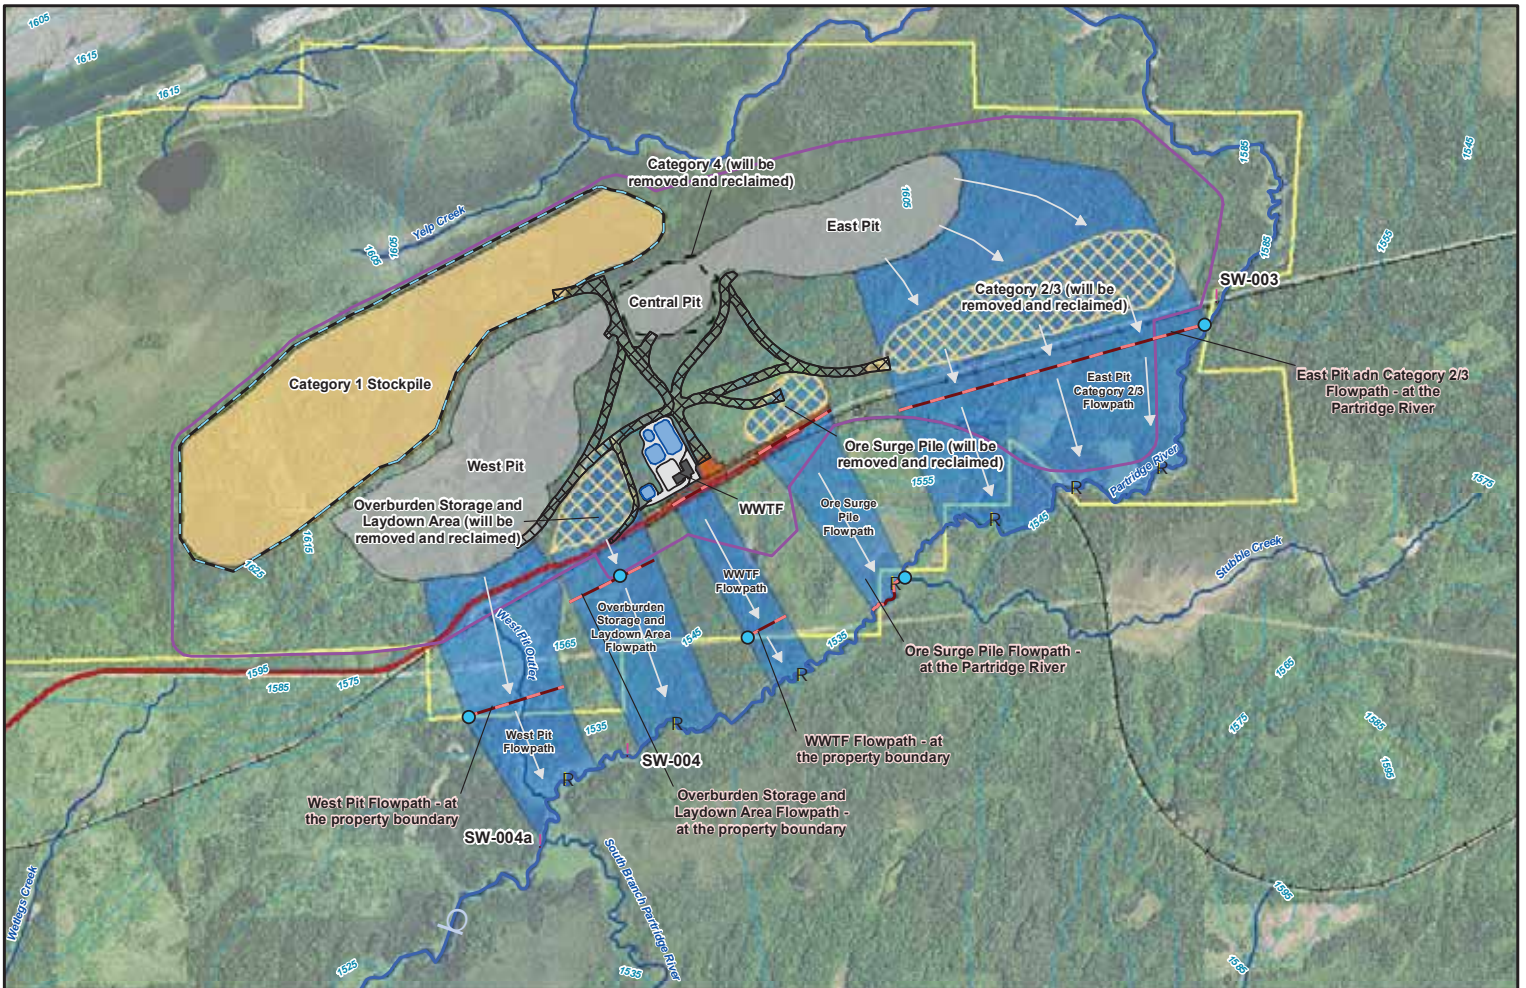 1605
1615
1615
1585
1545
Category 4 (will be
removed and reclaimed)
1605
Yelp Creek
1605
1605
East Pit
1585
1555
SW-003
Category 2/3 (will be
removed and reclaimed)
Central Pit
Category 1 Stockpile
East Pit
Category 2/3
Flowpath
East Pit adn Category 2/3
Flowpath - at the
Partridge River
Ore Surge Pile (will be
removed and reclaimed)
West Pit
Partridge River
R
R
R
1575
1555
1545
Overburden Storage and
Laydown Area (will be
removed and reclaimed)
WWTF
Ore Surge
Pile
Flowpath
1615
1625
Stubble Creek
WWTF
Flowpath
R
Overburden
Storage and
Laydown Area
Flowpath
West Pit Outlet
1565
1545
1535
Ore Surge Pile Flowpath -
at the Partridge River
1565
1595
1585
1575
R
R
R
1535
West Pit
Flowpath
1575
1585
1595
WWTF Flowpath - at
the property boundary
SW-004
West Pit Flowpath - at
the property boundary
Overburden Storage and
Laydown Area Flowpath -
at the property boundary
SW-004a
South Branch Partridge River
Wetlegs Creek
1595
1525
1535
1585